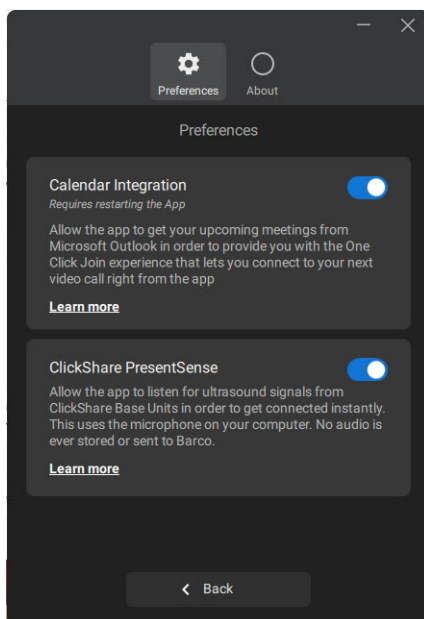 Preferences
About
Preferences
Calendar Integration
Requires restarting the App
Allow the app to get your upcoming meetings from
Microsoft Outlook in order to provide you with the One
Click Join experience that lets you connect to your next
video call right from the app
Learn more
ClickShare PresentSense
Allow the app to listen for ultrasound signals from
ClickShare Base Units in order to get connected instantly.
This uses the microphone on your computer. No audio is
ever stored or sent to Barco.
Learn more
Back